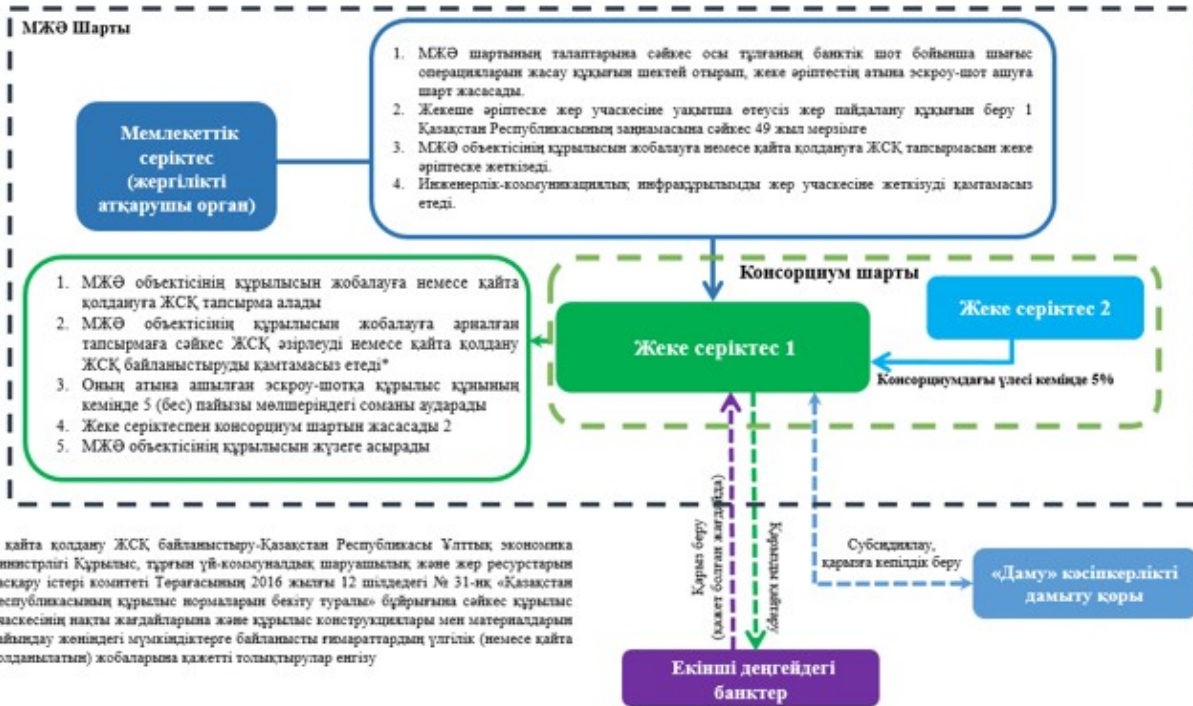 МЖӘ Шарты
Мемлекеттік
серіктес
(жергілікті
атқарушы орган)
1. МЖӘ шартының талаптарына сәйкес осы тұлғаның банктік шот бойынша шығыс
операцияларын жасау құқығын шектей отырып, жеке әріптестің атына эскроу-шот ашуға
шарт жасасады.
2. Жекеше әріптеске жер учаскесіне уақытша өтеусіз жер пайдалану құқығын беру 1
Қазақстан Республикасының заңнамасына сәйкес 49 жыл мерзімге
3. МЖӘ объектісінің құрылысын жобалауға немесе қайта қолдануға ЖСҚ тапсырмасын жеке
әріптеске жеткізеді.
4. Инженерлік-коммуникациялық инфрақұрылымды жер учаскесіне жеткізуді қамтамасыз
етеді.
1. МЖӘ объектісінің құрылысын жобалауға немесе қайта
қолдануға ЖСҚ тапсырма алады
2. МЖӘ объектісінің құрылысын жобалауға арналған
тапсырмаға сәйкес ЖСҚ әзірлеуді немесе қайта қолдану
ЖСҚ байланыстыруды қамтамасыз етеді*
3. Оның атына ашылған эскроу-шотқа құрылыс құнының
кемінде 5 (бес) пайызы мөлшеріндегі соманы аударады
4. Жеке серіктеспен консорциум шартын жасасады 2
5. МЖӘ объектісінің құрылысын жүзеге асырады
Консорциум шарты
Жеке серіктес 1
Жеке серіктес 2
Консорциумдағы үлесі кемінде 5%
Қарыз беру
(қажет болған жағдайда)
Қарызды қайтару
Субсидиялау,
қарызға кепілдік беру
«Даму» кәсіпкерлікті
дамыту қоры
Екінші деңгейдегі
банктер
қайта қолдану ЖСҚ байланыстыру-Қазақстан Республикасы Ұлттық экономика
министрлігі Құрылыс, тұрғын үй-коммуналдық шаруашылық және жер ресурстарын
басқару істері комитеті Төрағасының 2016 жылғы 12 шілдедегі № 31-нқ «Қазақстан
Республикасының құрылыс нормаларын бекіту туралы» бұйрығына сәйкес құрылыс
учаскесінің нақты жағдайларына және құрылыс конструкциялары мен материалдарын
дайындау жөніндегі мүмкіндіктерге байланысты ғимараттардың үлгілік (немесе қайта
қолданылатын) жобаларына қажетті толықтырулар енгізу